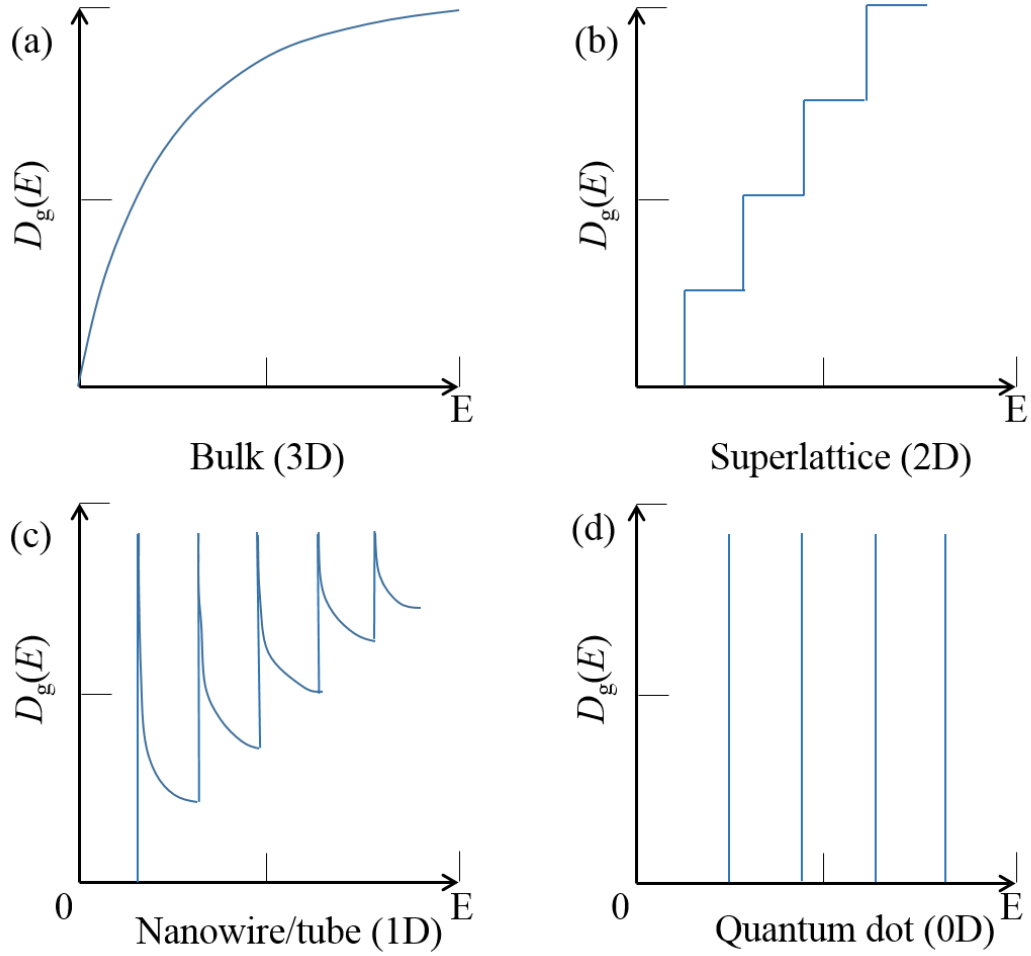 (a)
D_g(E)
E
Bulk (3D)
(b)
D_g(E)
E
Superlattice (2D)
(c)
D_g(E)
0
E
Nanowire/tube (1D)
(d)
D_g(E)
0
E
Quantum dot (0D)